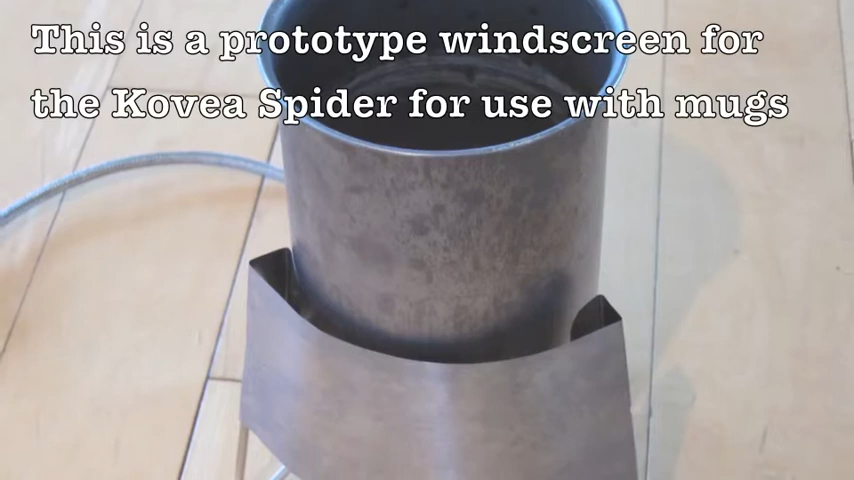 This is a prototype windscreen for
the Kovea Spider for use with mugs